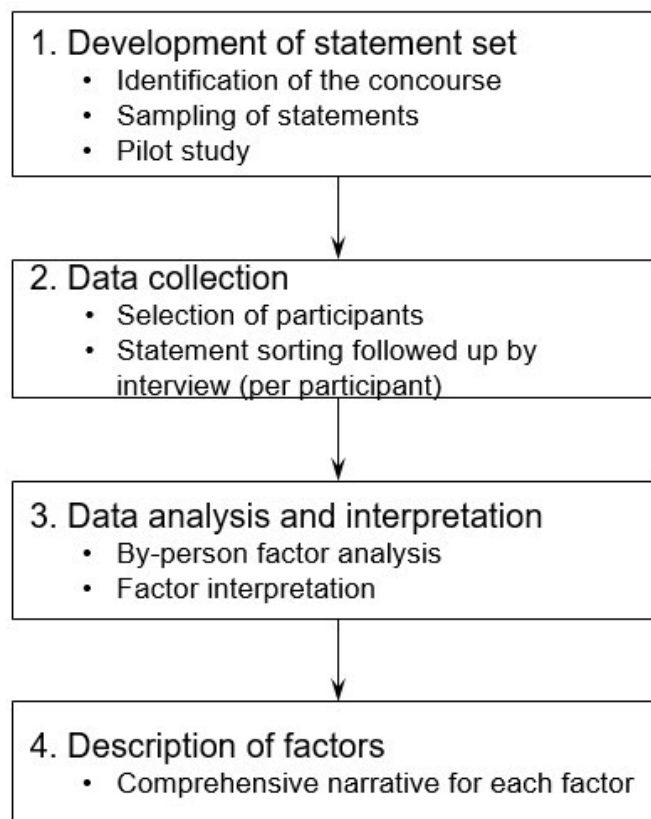 1. Development of statement set
• Identification of the concourse
• Sampling of statements
• Pilot study
2. Data collection
• Selection of participants
• Statement sorting followed up by
interview (per participant)
3. Data analysis and interpretation
• By-person factor analysis
• Factor interpretation
4. Description of factors
• Comprehensive narrative for each factor